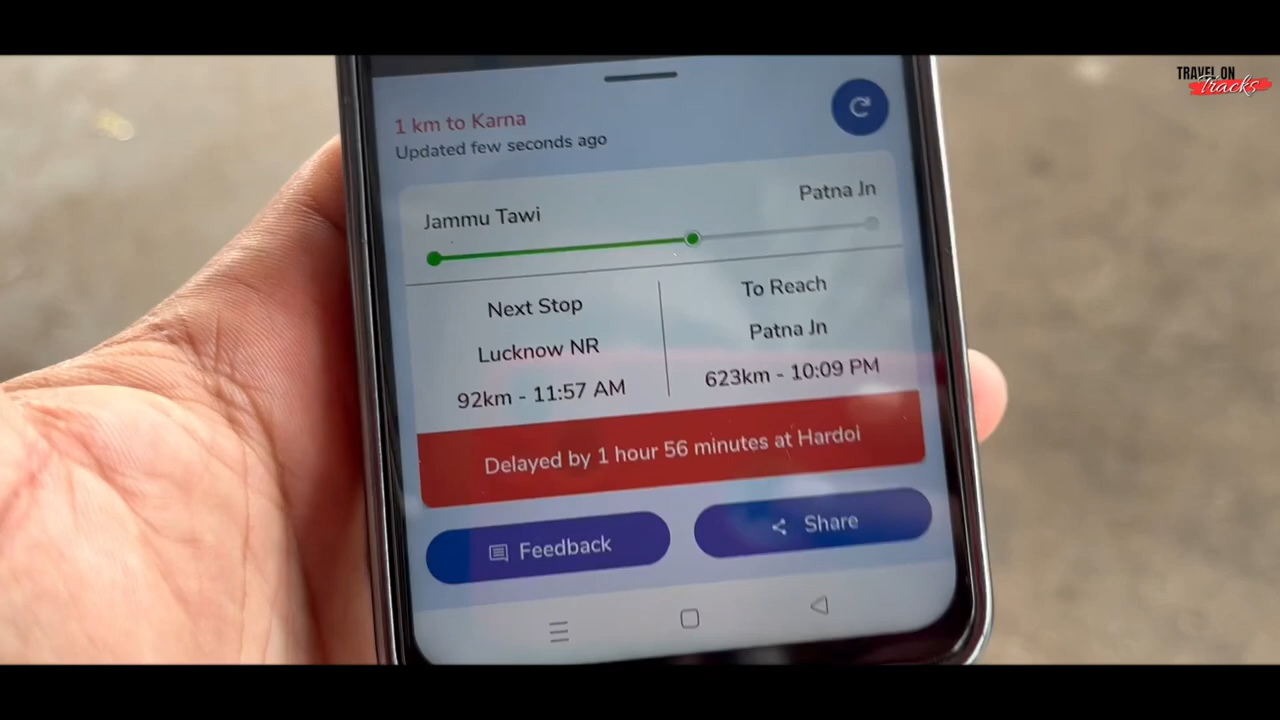 TRAVEL ON
Tracks
1 km to Karna
Updated few seconds ago
Jammu Tawi
Patna Jn
Next Stop
Lucknow NR
92km - 11:57 AM
To Reach
Patna Jn
623km - 10:09 PM
Delayed by 1 hour 56 minutes at Hardoi
Feedback
Share